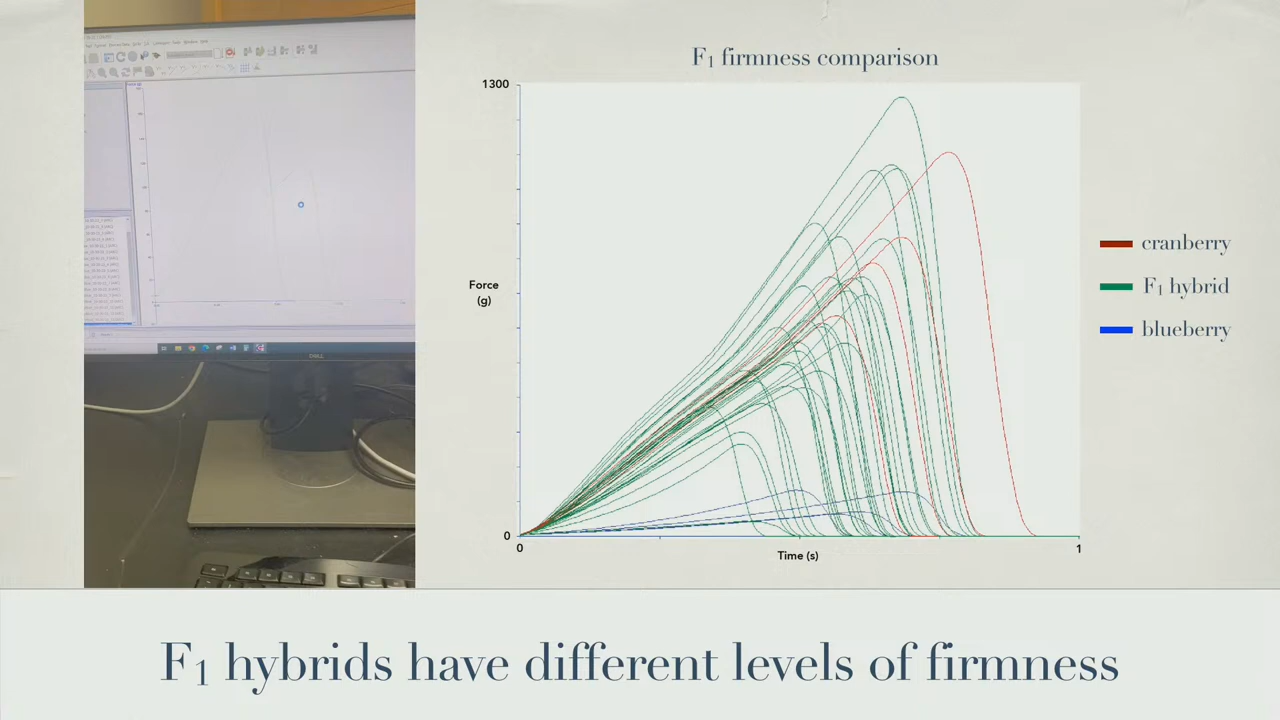 F₁ firmness comparison
1300
Force
(g)
0
0
Time (s)
1
cranberry
F₁ hybrid
blueberry
DELL
F₁ hybrids have different levels of firmness